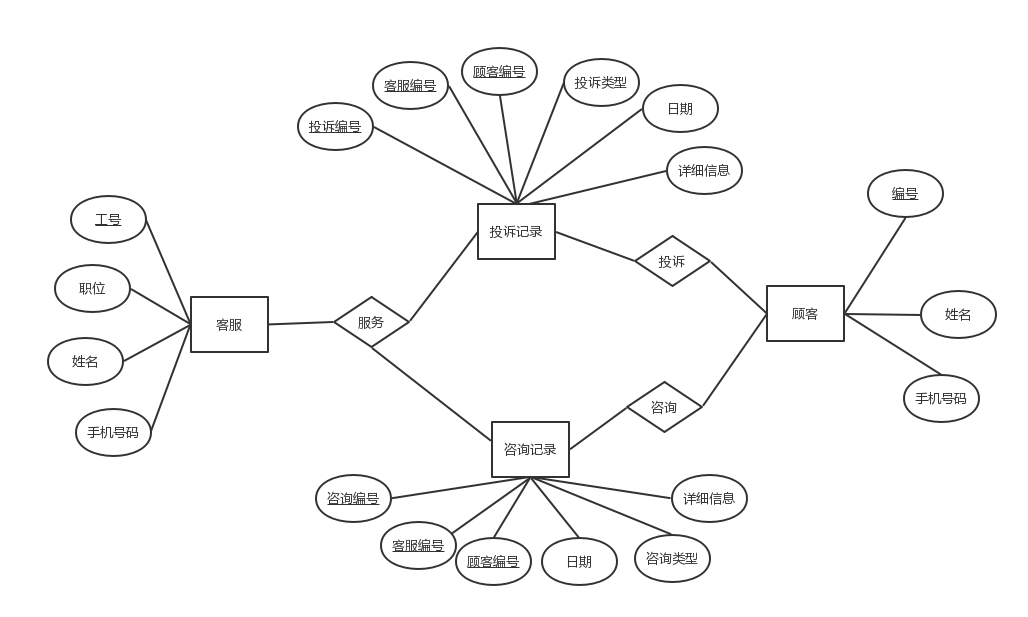 顾客编号
客服编号
投诉类型
日期
投诉编号
详细信息
编号
工号
投诉记录
投诉
职位
客服
服务
顾客
姓名
姓名
手机号码
咨询
手机号码
咨询记录
咨询编号
详细信息
客服编号
顾客编号
日期
咨询类型